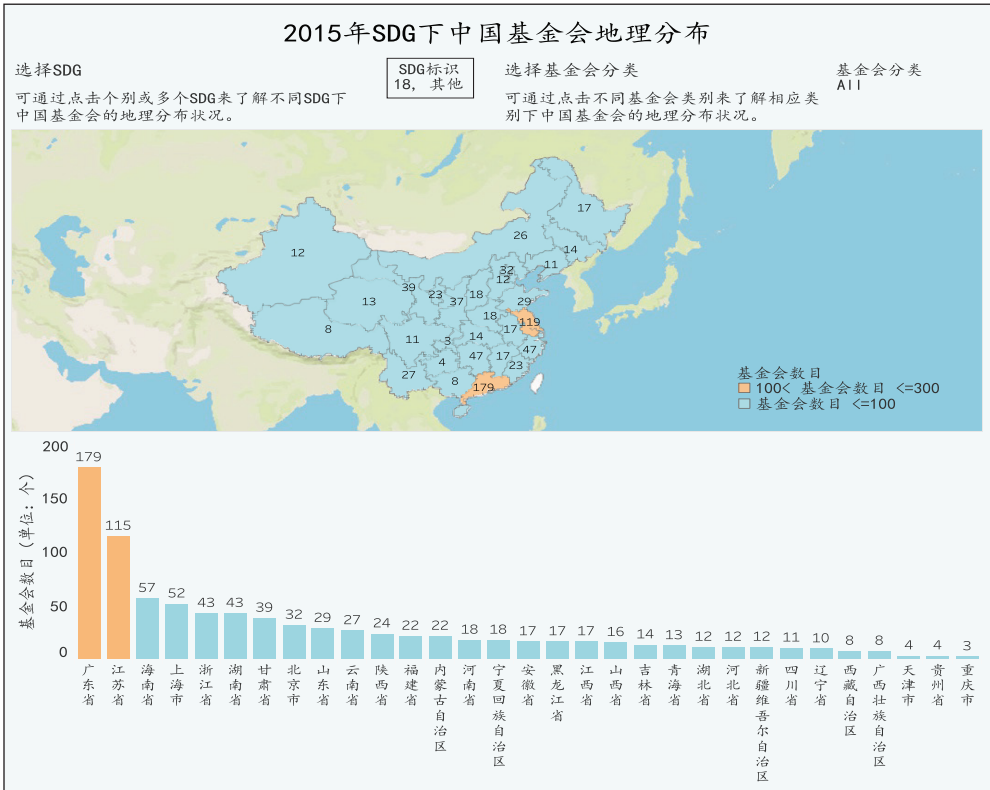 2015年SDG下中国基金会地理分布
选择SDG
可通过点击个别或多个SDG来了解不同SDG下
中国基金会的地理分布状况。
SDG标识
18, 其他
选择基金会分类
可通过点击不同基金会类别来了解相应类
别下中国基金会的地理分布状况。
基金会分类
All
17
26
14
12
11
32
12
39
23
37
18
13
29
18
119
17
8
11
3
14
47
47
17
4
23
27
8
179
基金会数目
100< 基金会数目 <=300
基金会数目 <=100
基金会数目（单位：个）
200
150
100
50
0
179
115
57
52
43
43
39
32
29
27
24
22
22
18
18
17
17
17
16
14
13
12
12
12
11
10
8
8
4
4
3
广东省
江苏省
海南省
上海市
浙江省
湖南省
甘肃省
北京市
山东省
云南省
陕西省
福建省
内蒙古自治区
河南省
宁夏回族自治区
安徽省
黑龙江省
江西省
山西省
吉林省
青海省
湖北省
河北省
新疆维吾尔自治区
四川省
辽宁省
西藏自治区
广西壮族自治区
天津市
贵州省
重庆市